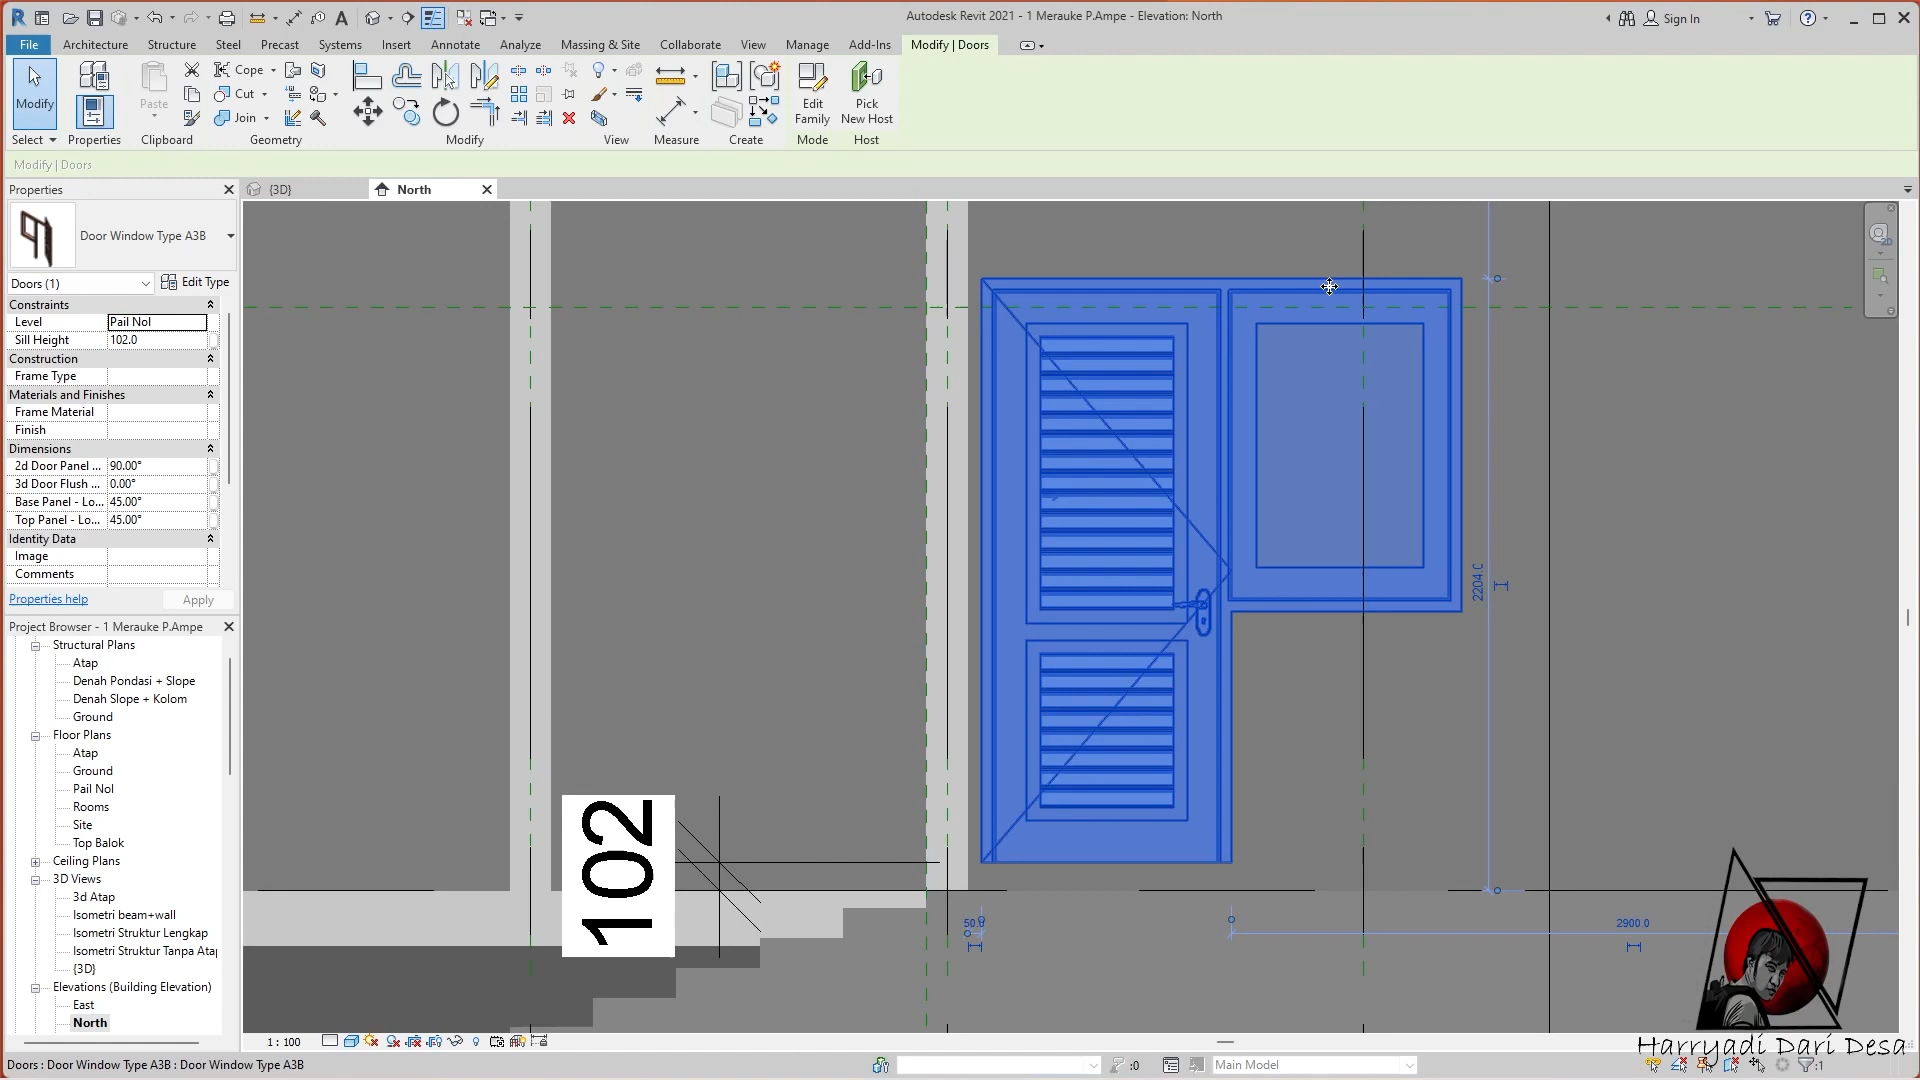 Autodesk Revit 2021 - 1 Merauke P.Ampe - Elevation: North
Sign In
File Architecture Structure Steel Precast Systems Insert Annotate Analyze Massing & Site Collaborate View Manage Add-Ins Modify | Doors
Cope
Cut
Join
Modify
Paste
Edit Family
Pick New Host
Select Properties Clipboard Geometry Modify View Measure Create Mode Host
Modify | Doors
Properties
{3D}
North
Door Window Type A3B
Doors (1)
Edit Type
Constraints
Level Pail Nol
Sill Height 102.0
Construction
Frame Type
Materials and Finishes
Frame Material
Finish
Dimensions
2d Door Panel ... 90.00°
3d Door Flush ... 0.00°
Base Panel - Lo... 45.00°
Top Panel - Lo... 45.00°
Identity Data
Image
Comments
Properties help
Apply
Project Browser - 1 Merauke P.Ampe
Structural Plans
Atap
Denah Pondasi + Slope
Denah Slope + Kolom
Ground
Floor Plans
Atap
Ground
Pail Nol
Rooms
Site
Top Balok
Ceiling Plans
3D Views
3d Atap
Isometri beam+wall
Isometri Struktur Lengkap
Isometri Struktur Tanpa Atap
{3D}
Elevations (Building Elevation)
East
North
102
2204.0
50.0
2900.0
2D
1 : 100
Harryadi Dari Desa
Doors : Door Window Type A3B : Door Window Type A3B
:0
Main Model
:1